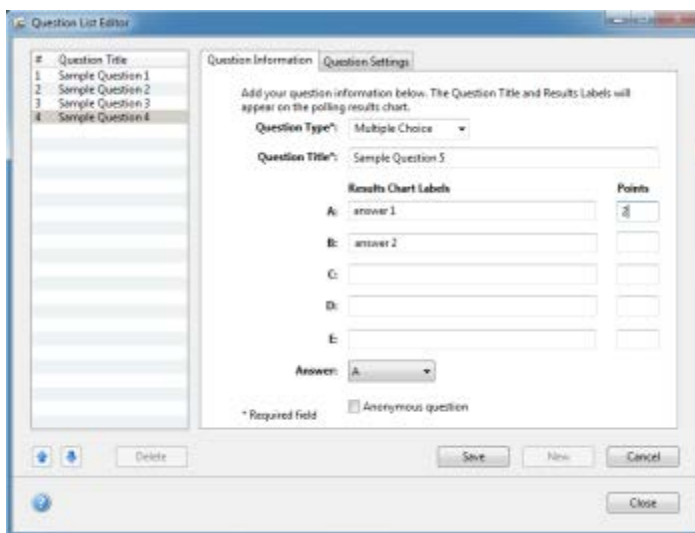 Question List Editor
# Question Title
1 Sample Question 1
2 Sample Question 2
3 Sample Question 3
4 Sample Question 4
Question Information Question Settings
Add your question information below. The Question Title and Results Labels will
appear on the polling results chart.
Question Type*: Multiple Choice
Question Title*: Sample Question 5
Results Chart Labels Points
A: answer 1
B: answer 2
C:
D:
E:
Answer: A
Anonymous question
* Required field
Delete Save New Cancel
Close